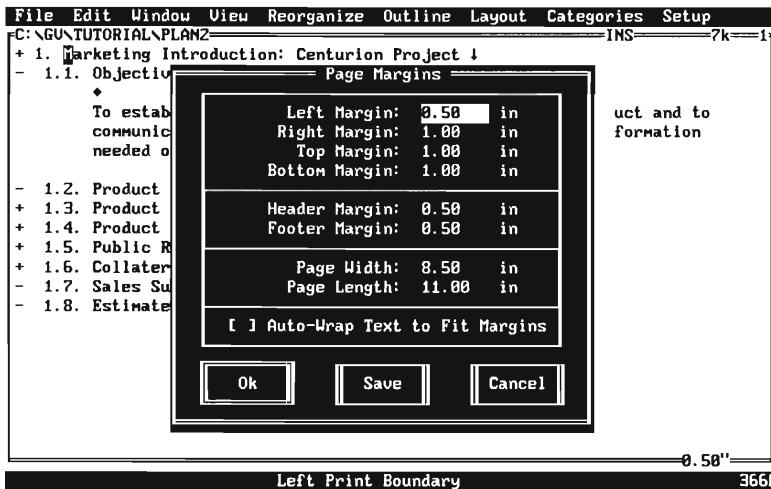 File Edit Window View Reorganize Outline Layout Categories Setup
C:\GV\TUTORIAL\PLAN2 INS 7k 1
+ 1. Marketing Introduction: Centurion Project ↓
- 1.1. Objectiv
◆
To estab uct and to
communic formation
needed o
- 1.2. Product
+ 1.3. Product
+ 1.4. Product
+ 1.5. Public R
+ 1.6. Collater
- 1.7. Sales Su
- 1.8. Estimate
Page Margins
Left Margin: 0.50 in
Right Margin: 1.00 in
Top Margin: 1.00 in
Bottom Margin: 1.00 in
Header Margin: 0.50 in
Footer Margin: 0.50 in
Page Width: 8.50 in
Page Length: 11.00 in
[ ] Auto-Wrap Text to Fit Margins
Ok Save Cancel
0.50"
Left Print Boundary 366